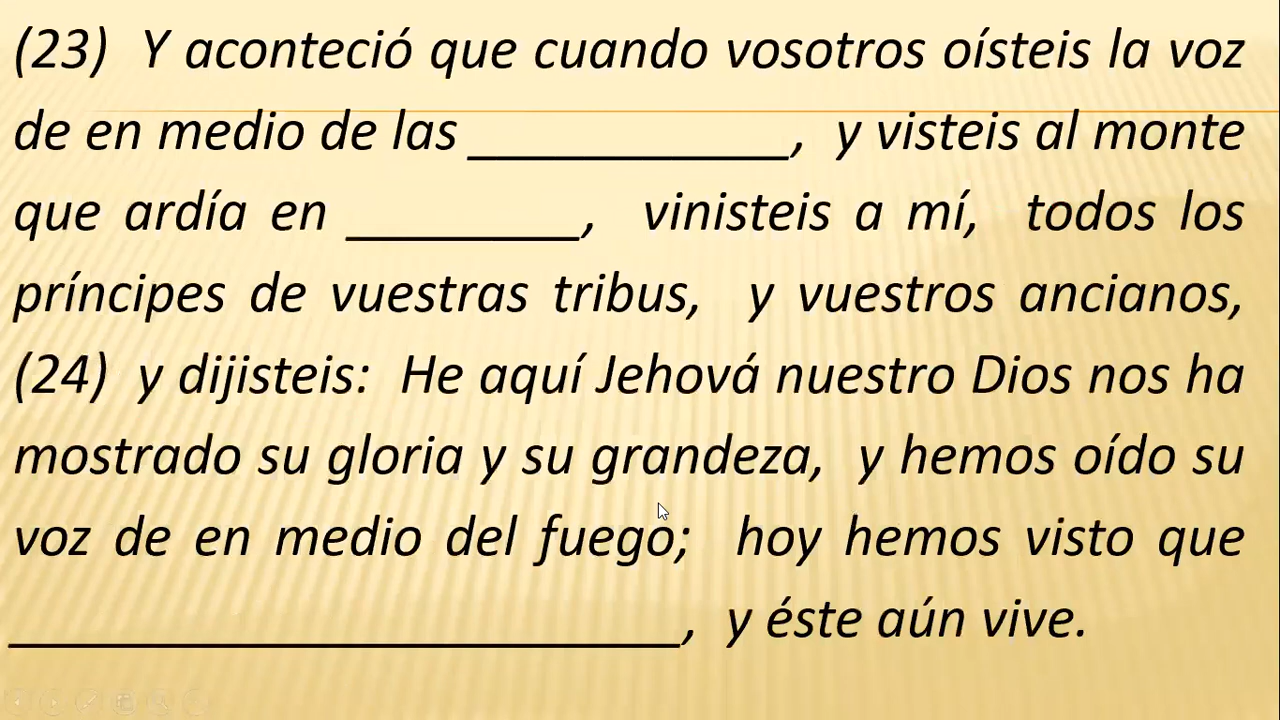 (23) Y aconteció que cuando vosotros oísteis la voz
de en medio de las ____________, y visteis al monte
que ardía en _________, vinisteis a mí, todos los
príncipes de vuestras tribus, y vuestros ancianos,
(24) y dijisteis: He aquí Jehová nuestro Dios nos ha
mostrado su gloria y su grandeza, y hemos oído su
voz de en medio del fuego; hoy hemos visto que
_________________________, y éste aún vive.